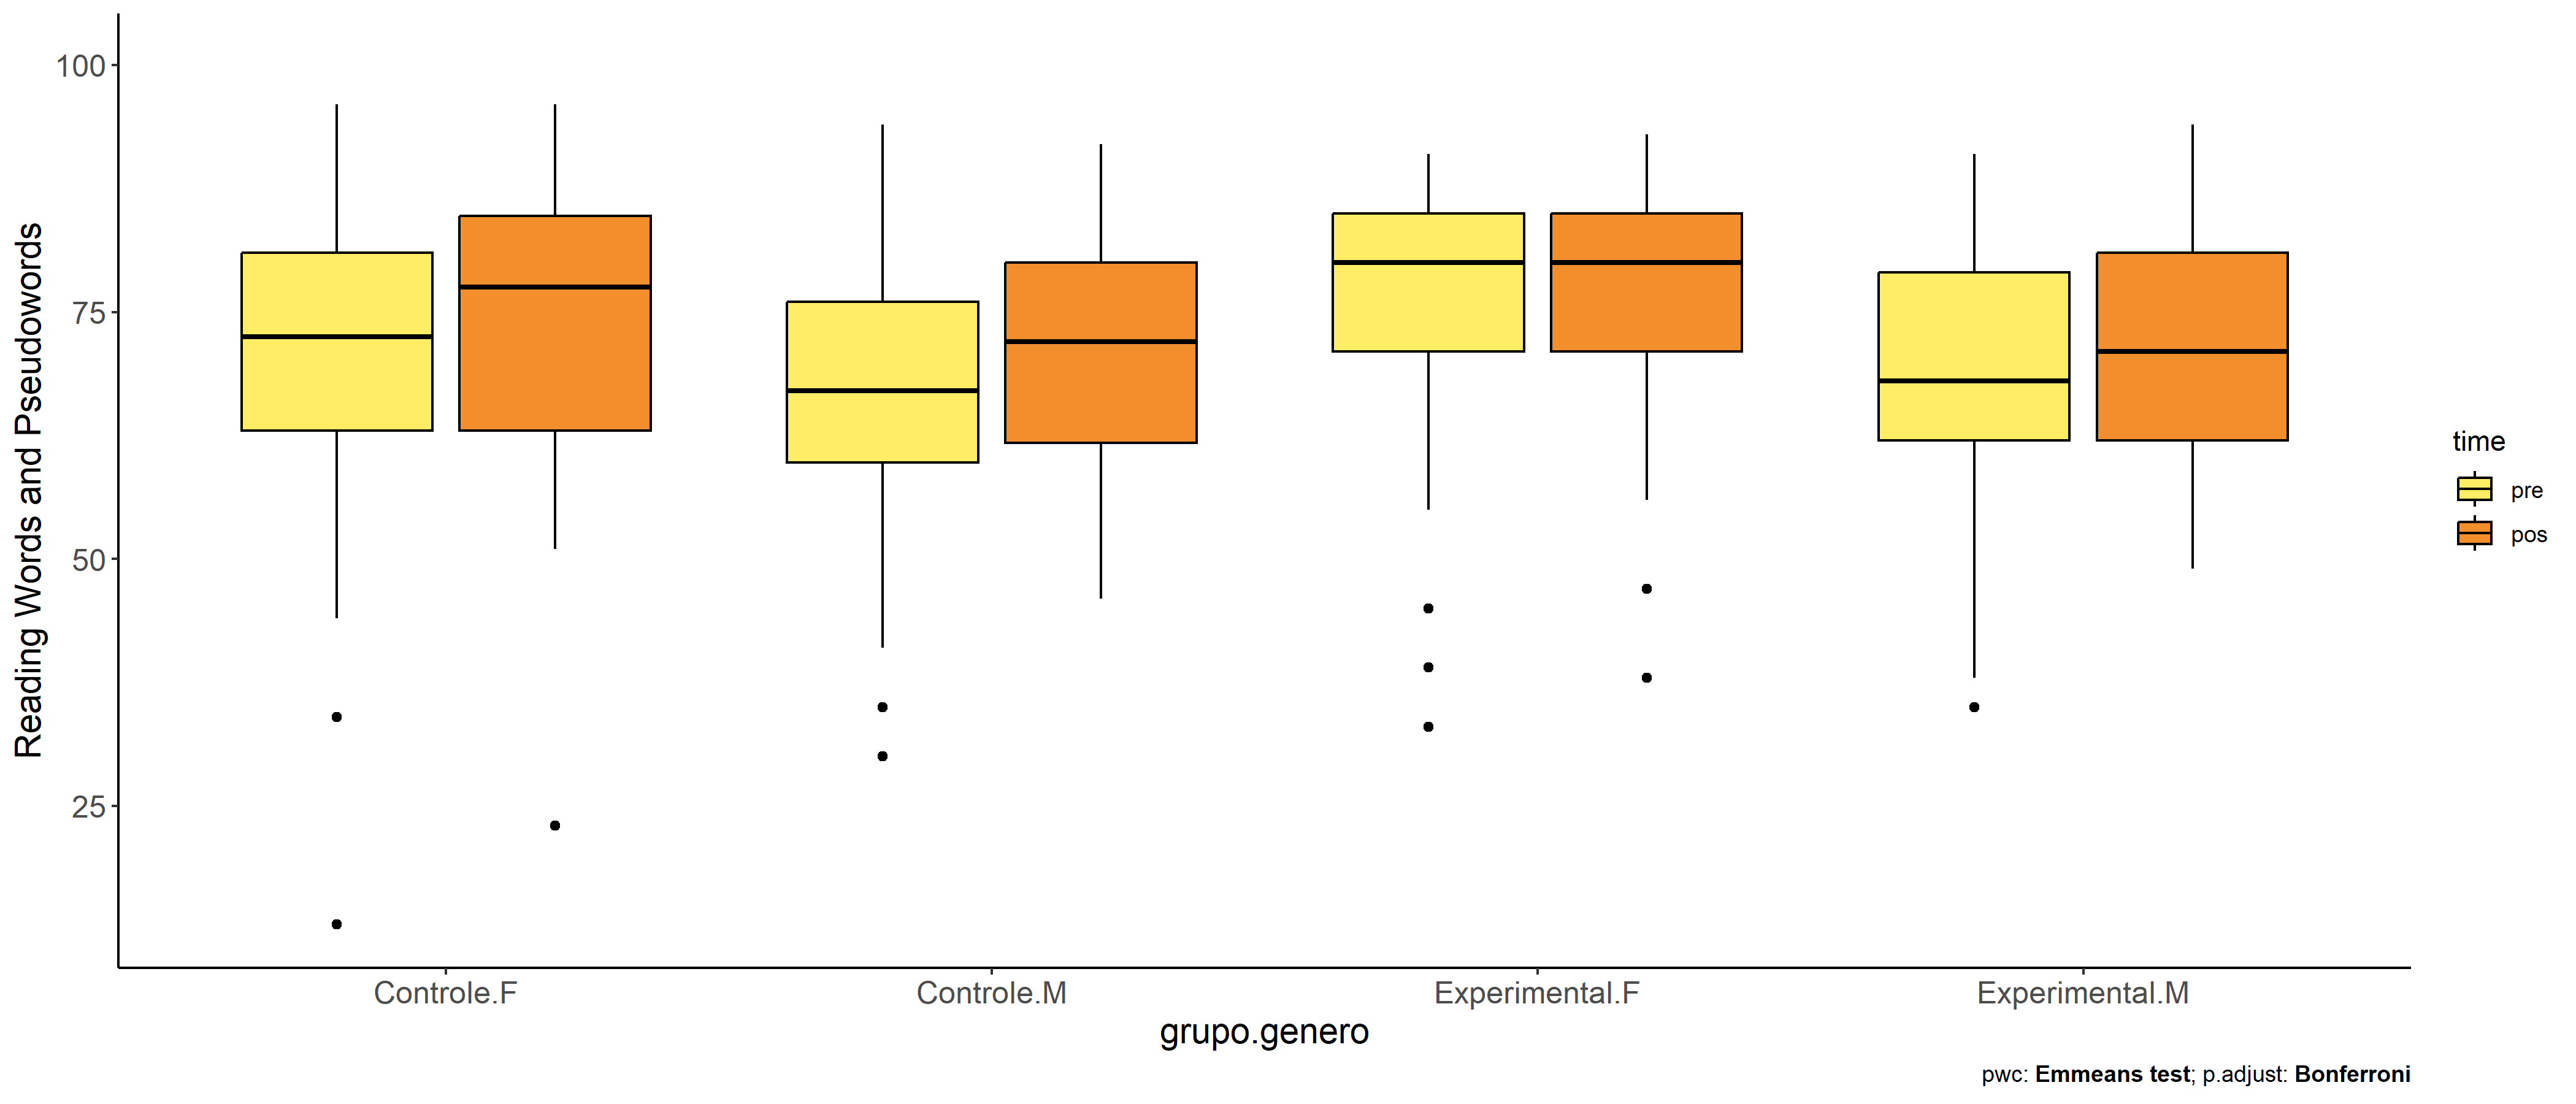 Reading Words and Pseudowords
100
75
50
25
Controle.F
Controle.M
Experimental.F
Experimental.M
grupo.genero
time
pre
pos
pwc: Emmeans test; p.adjust: Bonferroni